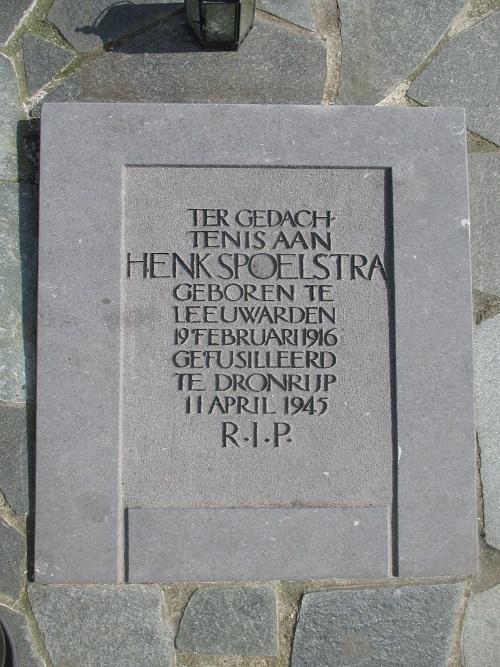 TER GEDACH·
TENIS AAN
HENK SPOELSTRA
GEBOREN TE
LEEUWARDEN
19 FEBRUARI 1916
GEFUSILLEERD
TE DRONRIJP
11 APRIL 1945
R·I·P·